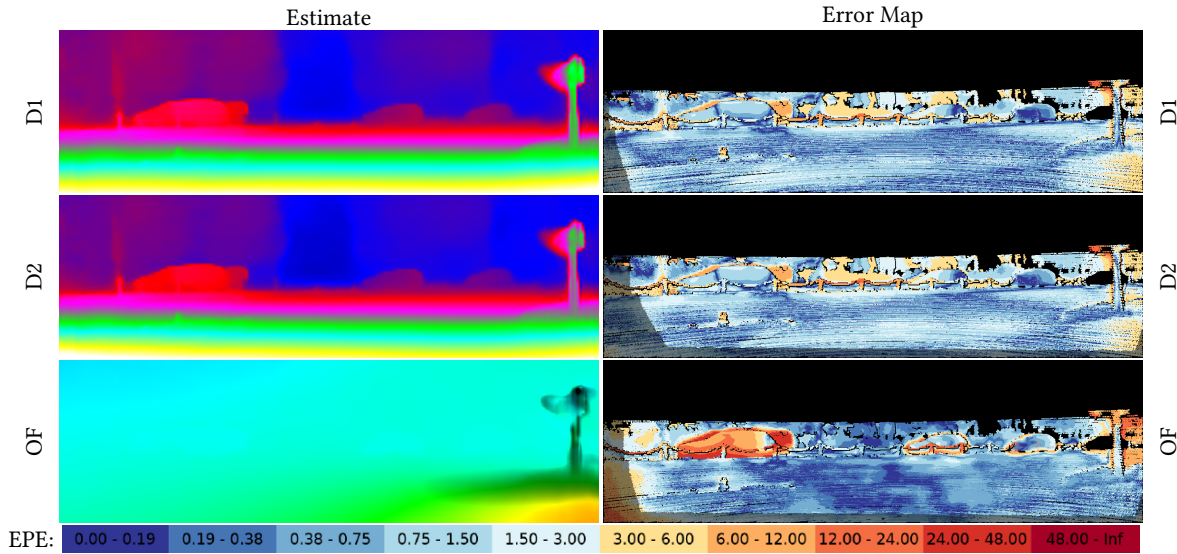 Estimate Error Map
D1 D1
D2 D2
OF OF
EPE: 0.00 - 0.19 0.19 - 0.38 0.38 - 0.75 0.75 - 1.50 1.50 - 3.00 3.00 - 6.00 6.00 - 12.00 12.00 - 24.00 24.00 - 48.00 48.00 - Inf